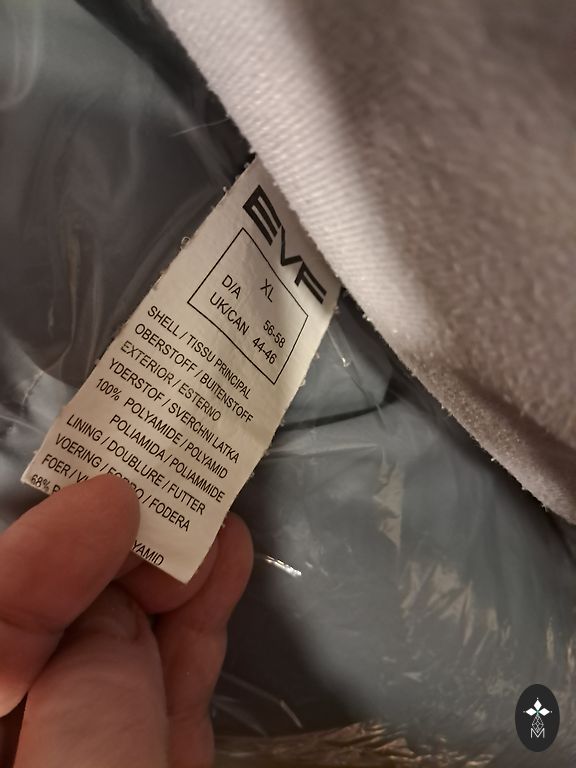 EVF
XL
D/A 56-58
UK/CAN 44-46
SHELL / TISSU PRINCIPAL
OBERSTOFF / BUITENSTOFF
EXTERIOR / ESTERNO
YDERSTOF / SVERCHNI LATKA
100% POLYAMIDE / POLYAMID
POLIAMIDA / POLIAMMIDE
LINING / DOUBLURE / FUTTER
VOERING / FORRO / FODERA
FOER /
68%
M